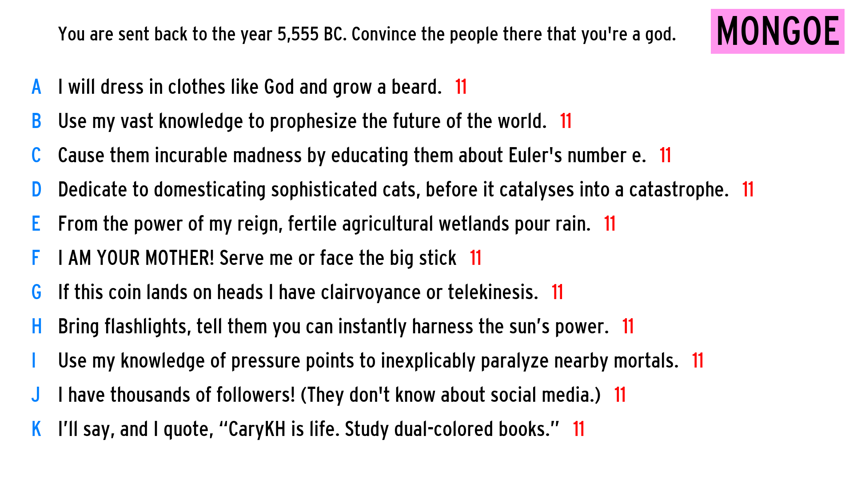 You are sent back to the year 5,555 BC. Convince the people there that you're a god.
MONGOE
A I will dress in clothes like God and grow a beard. 11
B Use my vast knowledge to prophesize the future of the world. 11
C Cause them incurable madness by educating them about Euler's number e. 11
D Dedicate to domesticating sophisticated cats, before it catalyses into a catastrophe. 11
E From the power of my reign, fertile agricultural wetlands pour rain. 11
F I AM YOUR MOTHER! Serve me or face the big stick 11
G If this coin lands on heads I have clairvoyance or telekinesis. 11
H Bring flashlights, tell them you can instantly harness the sun’s power. 11
I Use my knowledge of pressure points to inexplicably paralyze nearby mortals. 11
J I have thousands of followers! (They don't know about social media.) 11
K I’ll say, and I quote, “CaryKH is life. Study dual-colored books.” 11